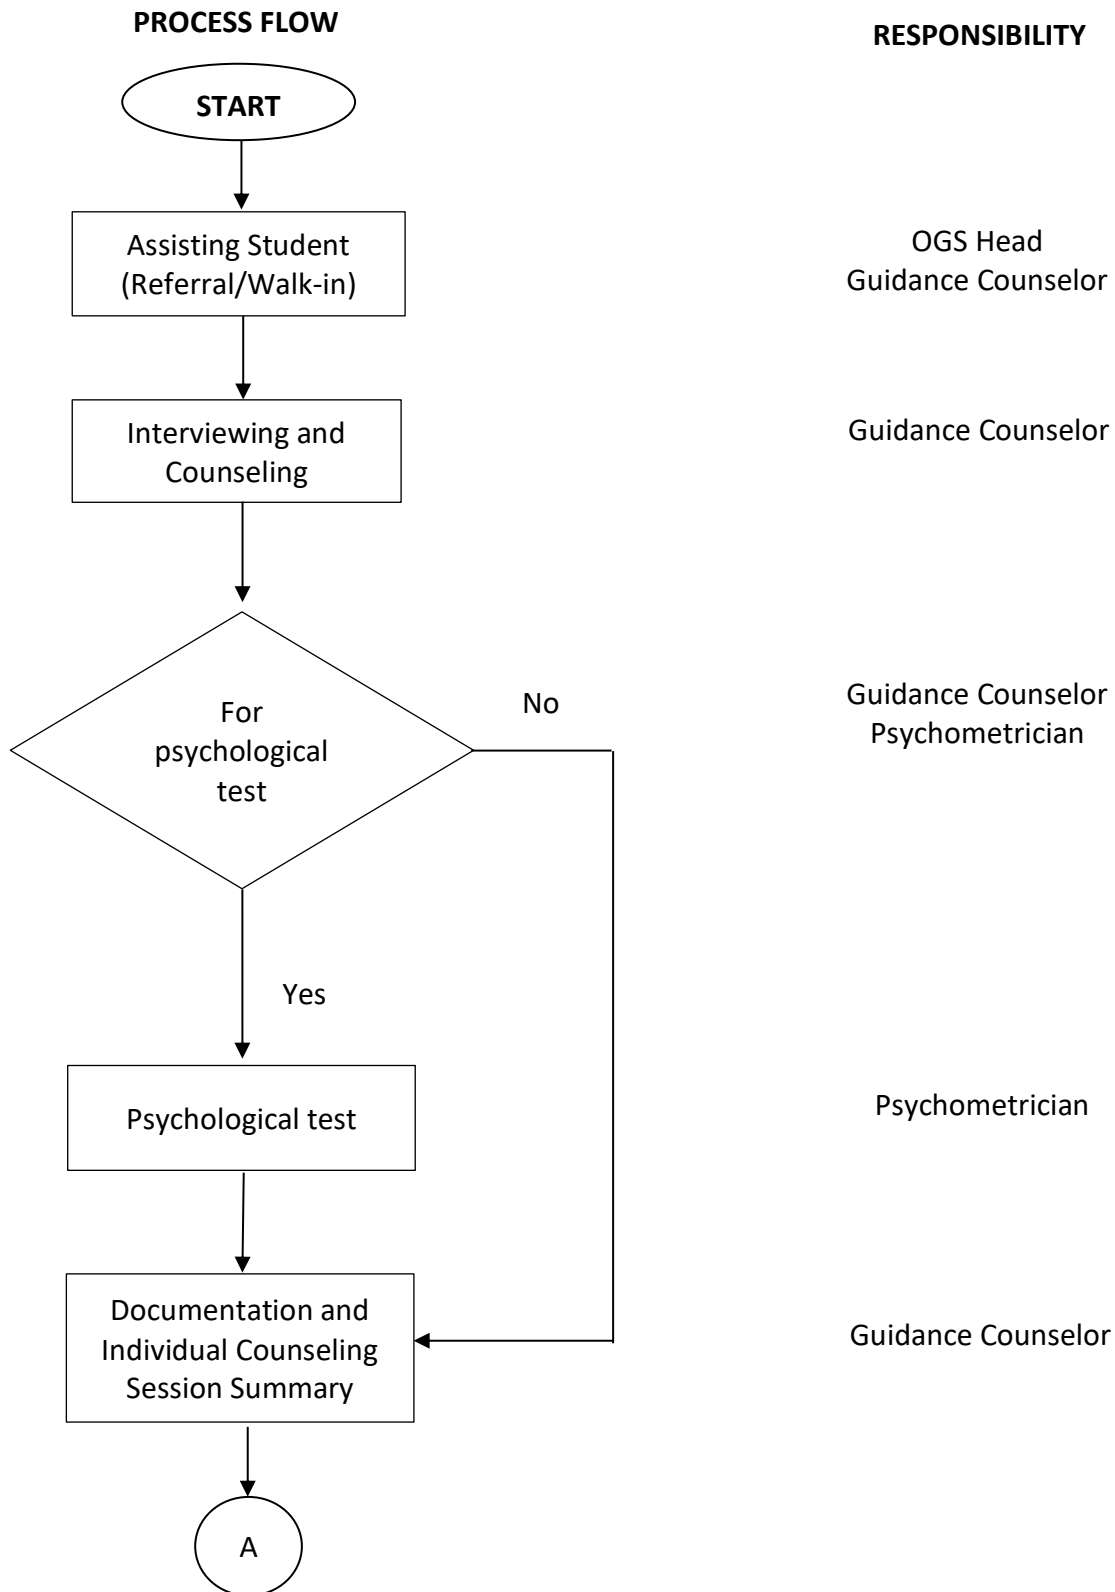 PROCESS FLOW
RESPONSIBILITY
START
Assisting Student
(Referral/Walk-in)
OGS Head
Guidance Counselor
Interviewing and
Counseling
Guidance Counselor
For
psychological
test
No
Guidance Counselor
Psychometrician
Yes
Psychological test
Psychometrician
Documentation and
Individual Counseling
Session Summary
Guidance Counselor
A